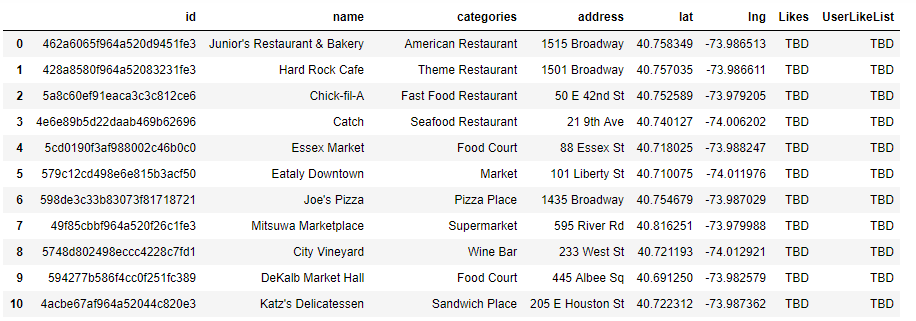 id name categories address lat lng Likes UserLikeList
0 462a6065f964a520d9451fe3 Junior's Restaurant & Bakery American Restaurant 1515 Broadway 40.758349 -73.986513 TBD TBD
1 428a8580f964a52083231fe3 Hard Rock Cafe Theme Restaurant 1501 Broadway 40.757035 -73.986611 TBD TBD
2 5a8c60ef91eaca3c3c812ce6 Chick-fil-A Fast Food Restaurant 50 E 42nd St 40.752589 -73.979205 TBD TBD
3 4e6e89b5d22daab469b62696 Catch Seafood Restaurant 21 9th Ave 40.740127 -74.006202 TBD TBD
4 5cd0190f3af988002c46b0c0 Essex Market Food Court 88 Essex St 40.718025 -73.988247 TBD TBD
5 579c12cd498e6e815b3acf50 Eataly Downtown Market 101 Liberty St 40.710075 -74.011976 TBD TBD
6 598de3c33b83073f81718721 Joe's Pizza Pizza Place 1435 Broadway 40.754679 -73.987029 TBD TBD
7 49f85cbbf964a520f26c1fe3 Mitsuwa Marketplace Supermarket 595 River Rd 40.816251 -73.979988 TBD TBD
8 5748d802498eccc4228c7fd1 City Vineyard Wine Bar 233 West St 40.721193 -74.012921 TBD TBD
9 594277b586f4cc0f251fc389 DeKalb Market Hall Food Court 445 Albee Sq 40.691250 -73.982579 TBD TBD
10 4acbe67af964a52044c820e3 Katz's Delicatessen Sandwich Place 205 E Houston St 40.722312 -73.987362 TBD TBD